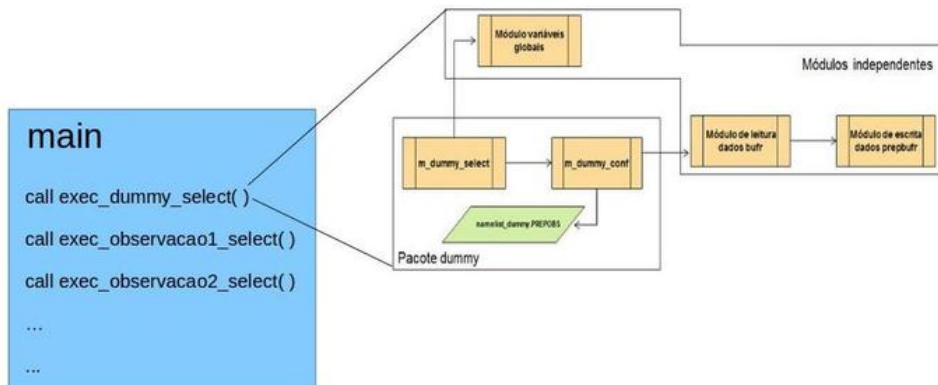 Módulo variáveis
globais
Módulos independentes
main
call exec_dummy_select( )
call exec_observacao1_select( )
call exec_observacao2_select( )
...
...
m_dummy_select
m_dummy_conf
Módulo de leitura
dados bufr
Módulo de escrita
dados prepbufr
namelist_dummy.PREPOBS
Pacote dummy